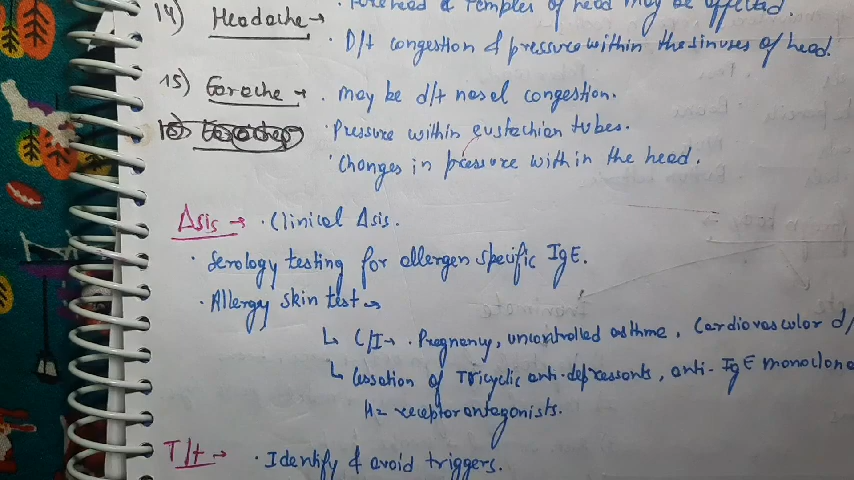 14) Headache → · Forehead & temples of head may be affected.
· D/t congestion & pressure within the sinuses of head.
15) Earache → · may be d/t nasal congestion.
· Pressure within eustachian tubes.
· Changes in pressure within the head.
Δsis → · Clinical Δsis.
· Serology testing for allergen specific IgE.
· Allergy skin test →
↳ C/I → · Pregnancy, uncontrolled asthma, Cardiovascular d/
↳ Cessation of Tricyclic anti-depressants, anti-IgE monoclona
H2 receptor antagonists.
T/t → · Identify & avoid triggers.